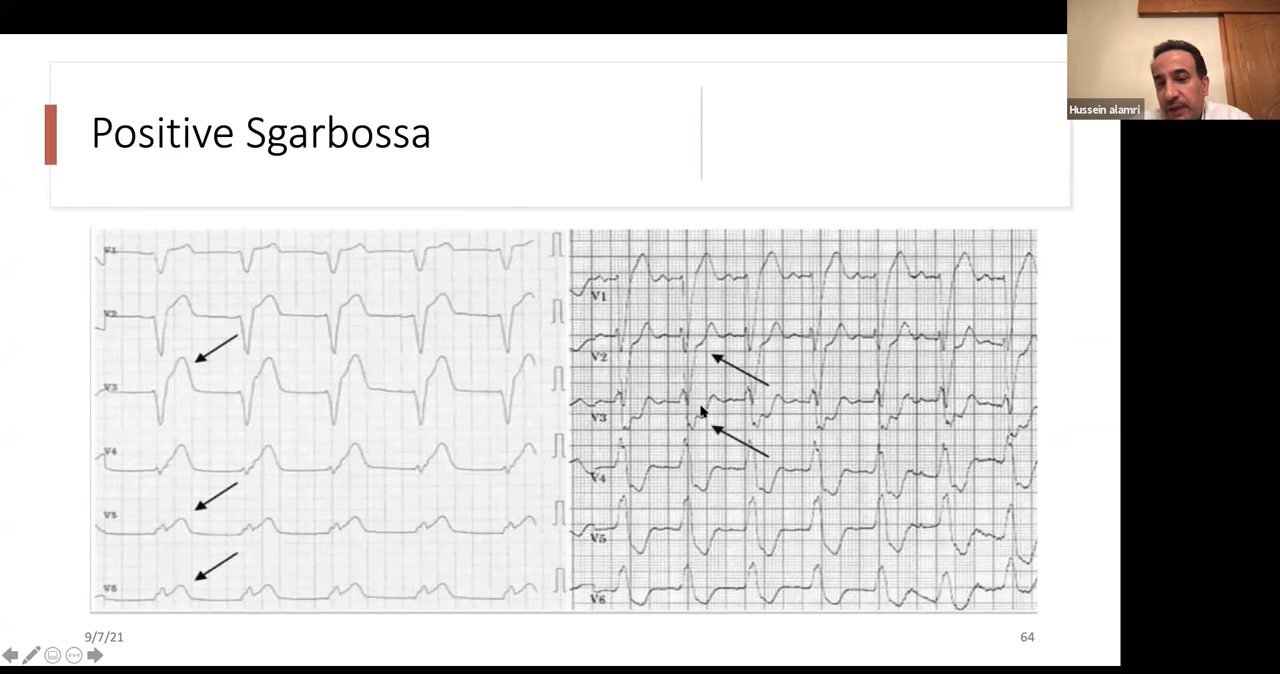 Hussein alamri
Positive Sgarbossa
V1
V2
V3
V4
V5
V6
V1
V2
V3
V4
V5
V6
9/7/21
64